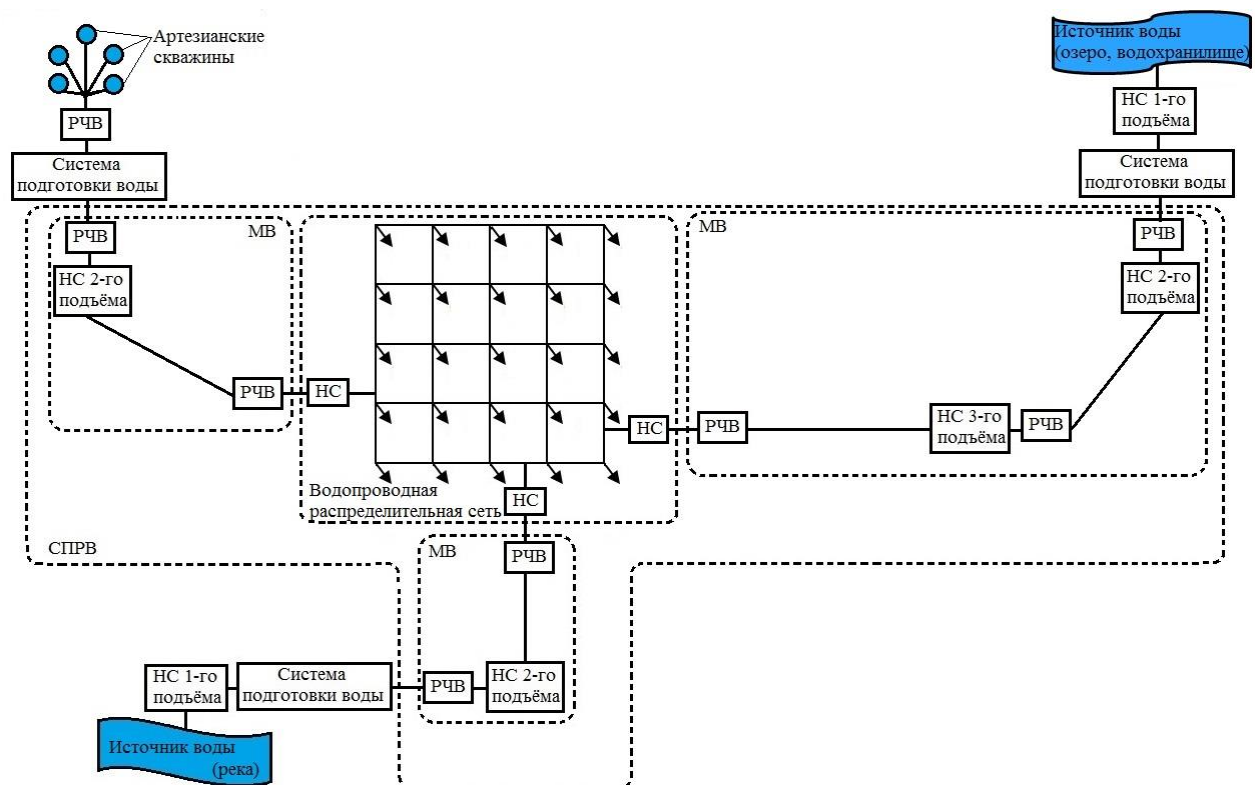 Артезианские
скважины
РЧВ
Система
подготовки воды
Источник воды
(озеро, водохранилище)
НС 1-го
подъёма
Система
подготовки воды
РЧВ
НС 2-го
подъёма
МВ
МВ
РЧВ
НС 2-го
подъёма
РЧВ
НС
НС
РЧВ
НС 3-го
подъёма
РЧВ
Водопроводная
распределительная сеть
НС
СПРВ
МВ
РЧВ
НС 1-го
подъёма
Система
подготовки воды
РЧВ
НС 2-го
подъёма
Источник воды
(река)